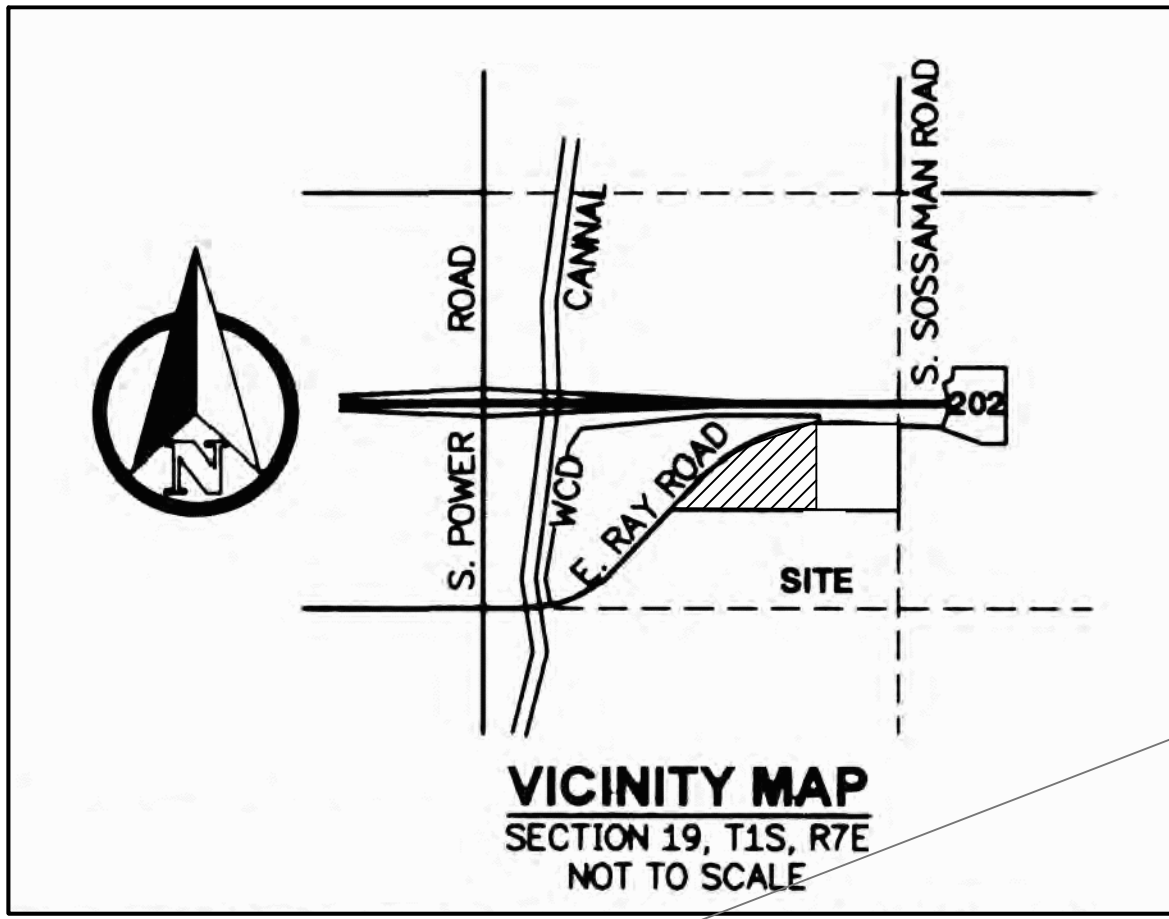 S. SOSSAMAN ROAD
CANNAL
S. POWER ROAD
202
N
WCD
E. RAY ROAD
SITE
VICINITY MAP
SECTION 19, T1S, R7E
NOT TO SCALE